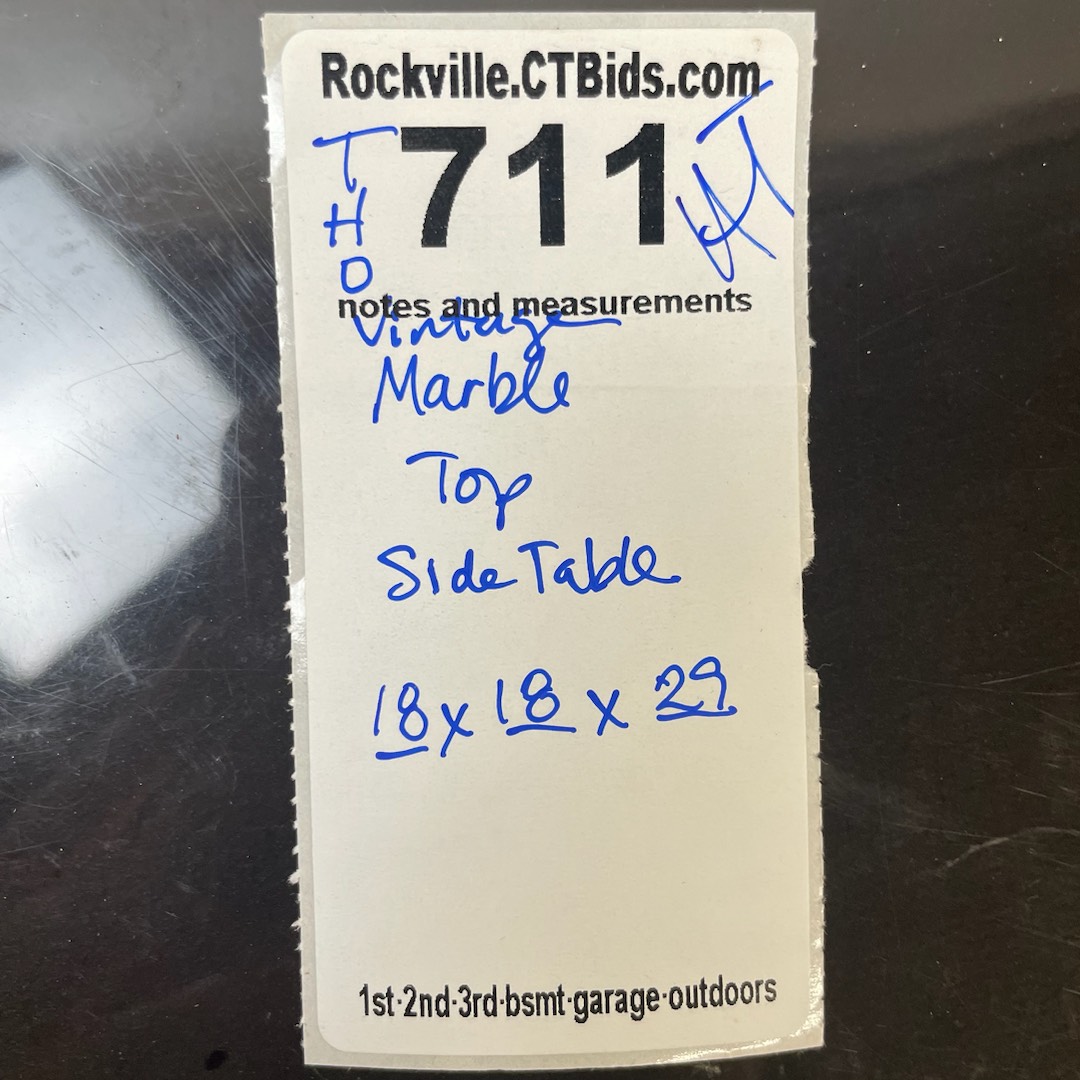 Rockville.CTBids.com
THO
711
notes and measurements
Vintage
Marble
Top
Side Table
18 x 18 x 29
1st·2nd·3rd·bsmt·garage·outdoors